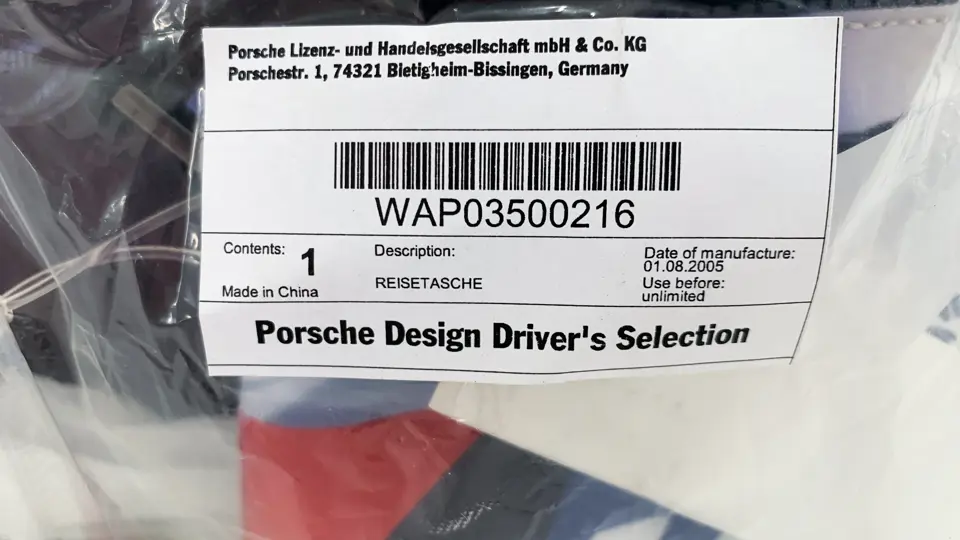 Porsche Lizenz- und Handelsgesellschaft mbH & Co. KG
Porschestr. 1, 74321 Bietigheim-Bissingen, Germany
WAP03500216
Contents: 1
Made in China
Description:
REISETASCHE
Date of manufacture:
01.08.2005
Use before:
unlimited
Porsche Design Driver's Selection